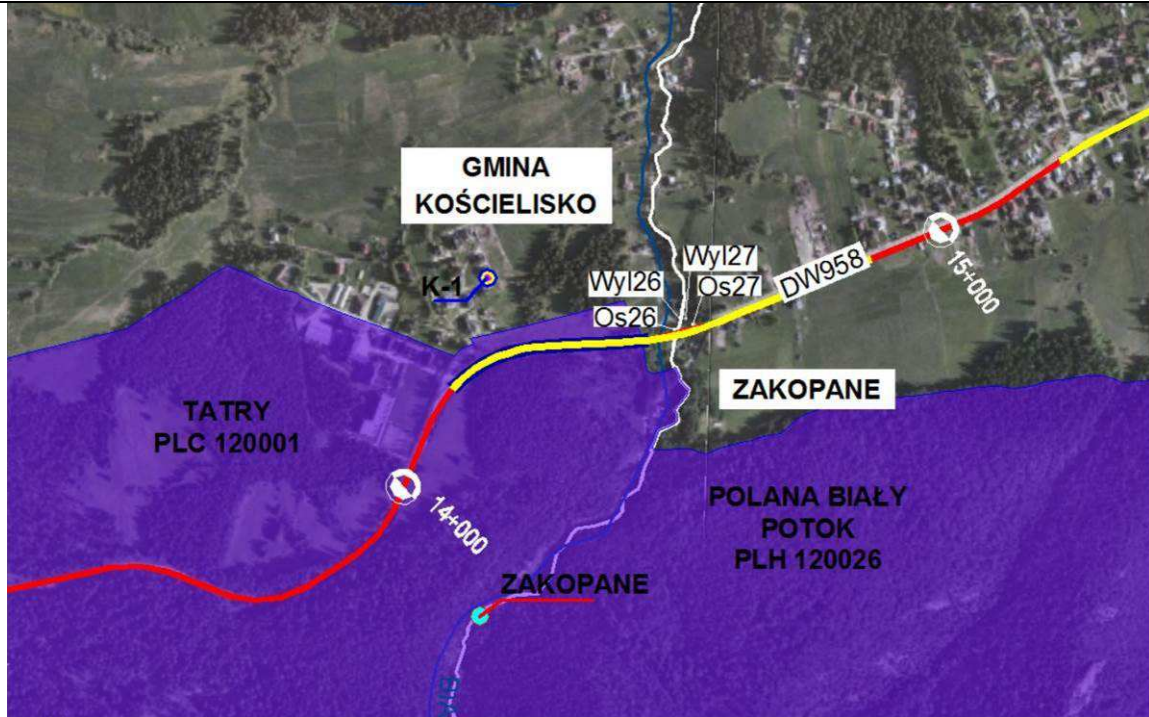 GMINA
KOŚCIELISKO
K-1
Wyl27
Wyl26
Os27
Os26
DW958
15+000
ZAKOPANE
TATRY
PLC 120001
14+000
POLANA BIAŁY
POTOK
PLH 120026
ZAKOPANE